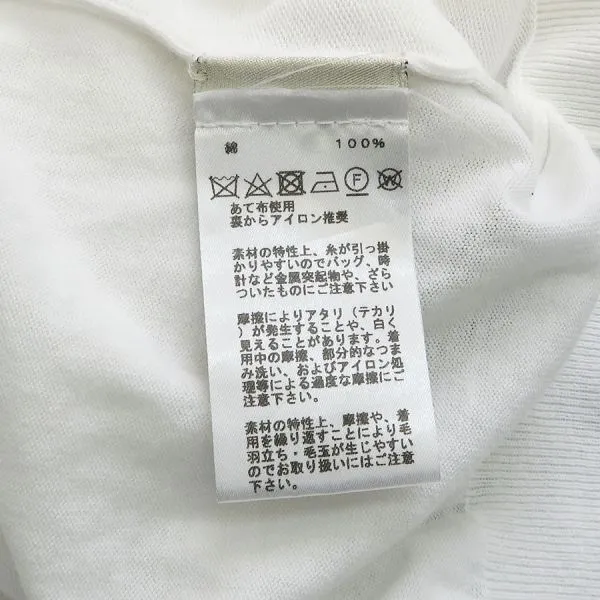 綿 100%
F W
あて布使用
裏からアイロン推奨
素材の特性上、糸が引っ掛
かりやすいのでバッグ、時
計など金属突起物や、ざら
ついたものにご注意下さい
摩擦によりアタリ（テカリ
）が発生することや、白く
見えることがあります。着
用中の摩擦、部分的なつま
み洗い、およびアイロン処
理等による過度な摩擦にご
注意下さい。
素材の特性上、摩擦や、着
用を繰り返すことにより毛
羽立ち・毛玉が生じやすい
のでお取り扱いにはご注意
下さい。